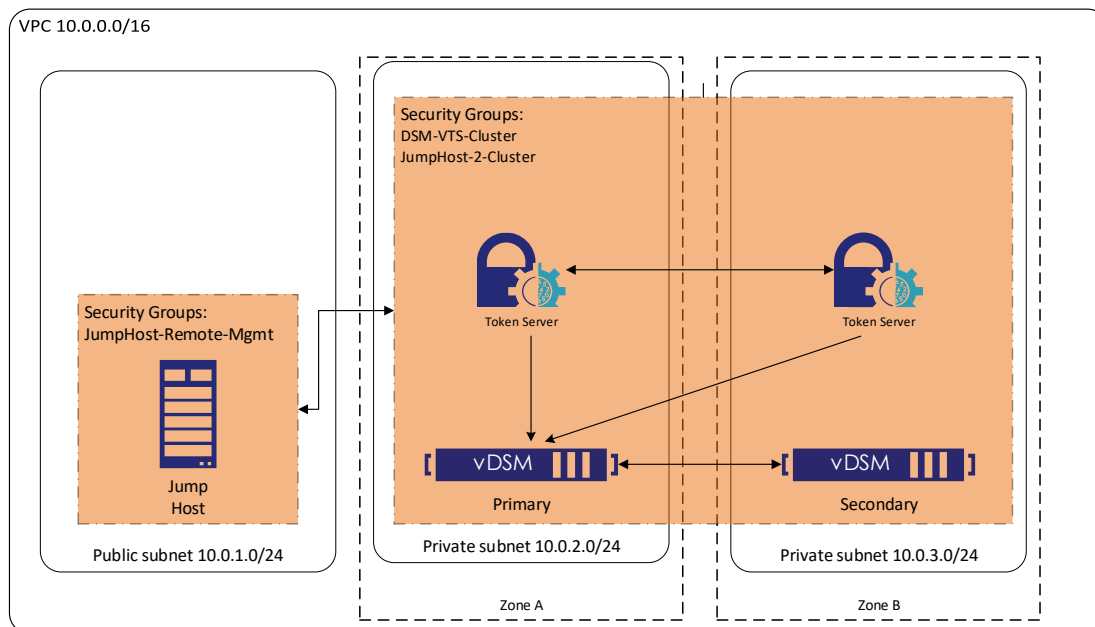 VPC 10.0.0.0/16
Security Groups:
DSM-VTS-Cluster
JumpHost-2-Cluster
Token Server
Token Server
Security Groups:
JumpHost-Remote-Mgmt
Jump
Host
vDSM
vDSM
Primary
Secondary
Public subnet 10.0.1.0/24
Private subnet 10.0.2.0/24
Private subnet 10.0.3.0/24
Zone A
Zone B